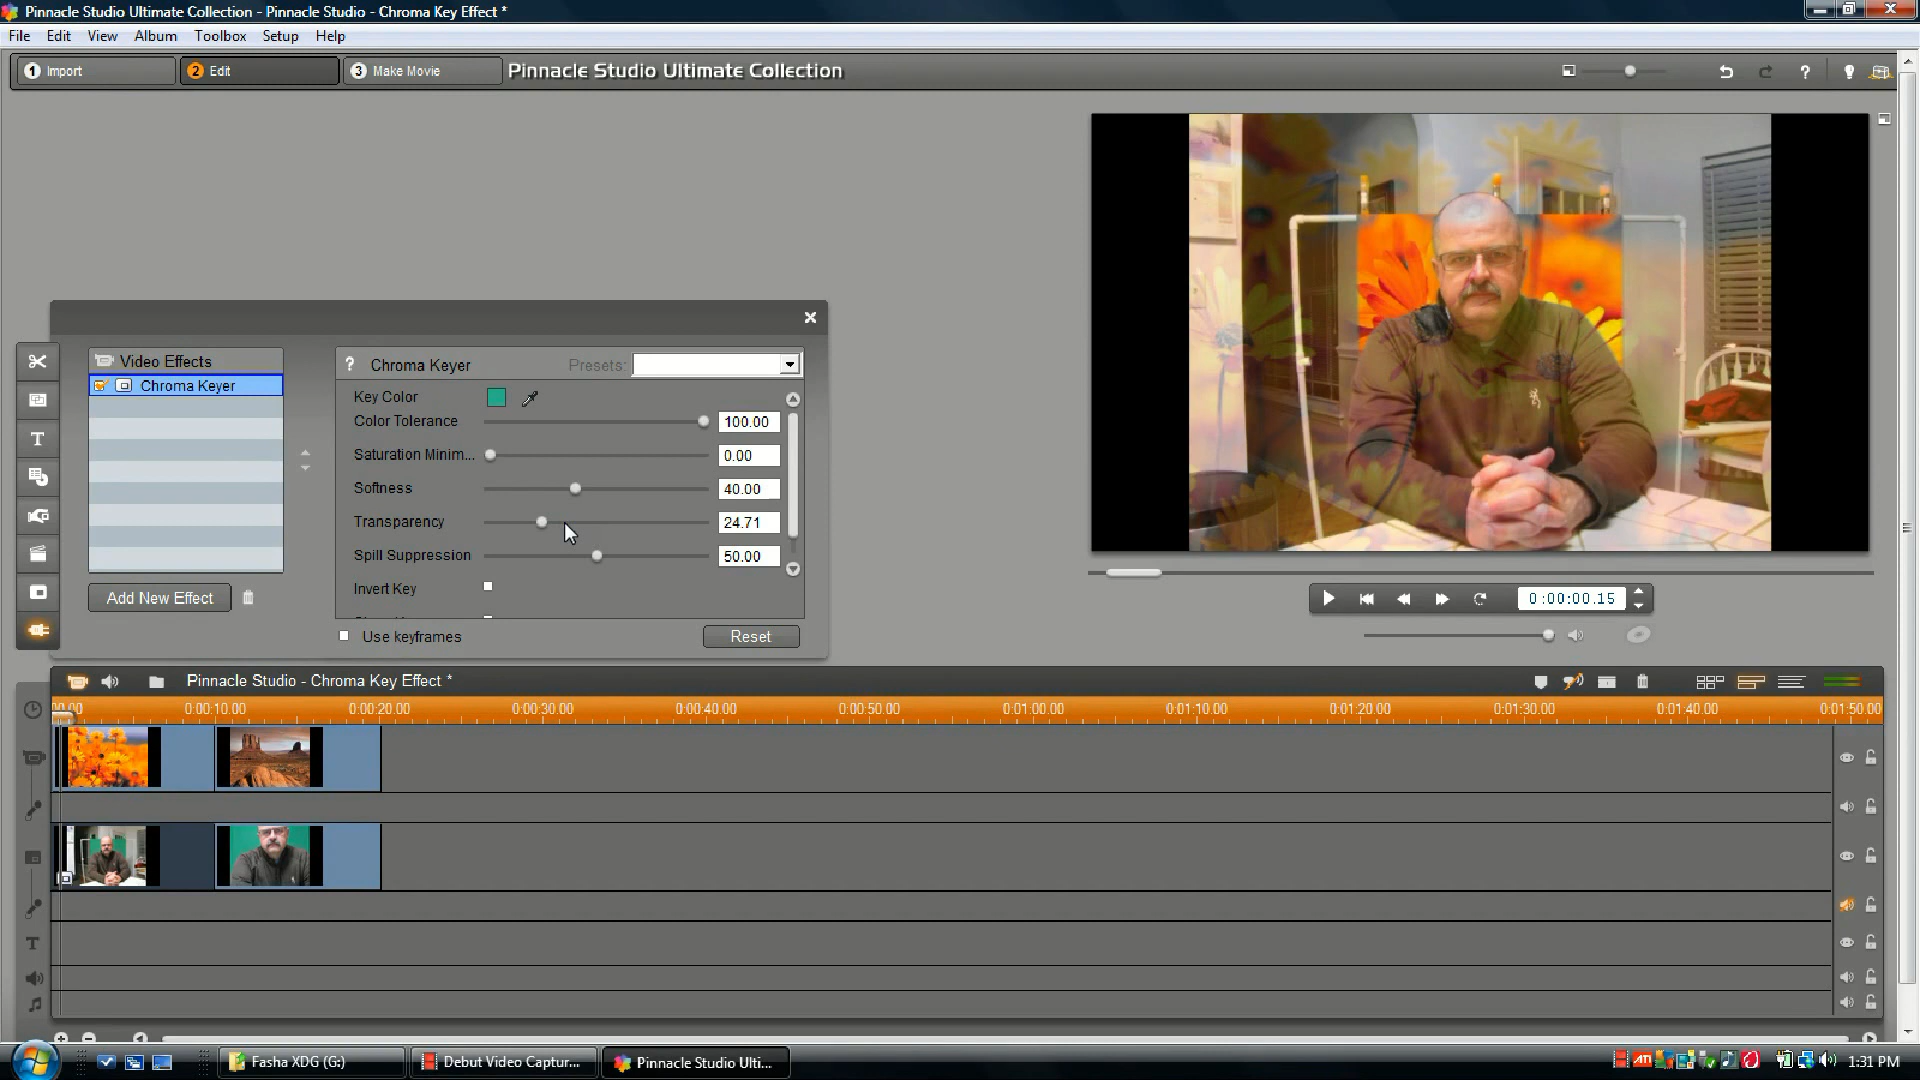 Pinnacle Studio Ultimate Collection - Pinnacle Studio - Chroma Key Effect *
File Edit View Album Toolbox Setup Help
1 Import 2 Edit 3 Make Movie Pinnacle Studio Ultimate Collection
Video Effects
Chroma Keyer
Add New Effect
? Chroma Keyer Presets:
Key Color
Color Tolerance 100.00
Saturation Minim... 0.00
Softness 40.00
Transparency 24.71
Spill Suppression 50.00
Invert Key
Use keyframes Reset
0:00:00.15
Pinnacle Studio - Chroma Key Effect *
0:00:10.00 0:00:20.00 0:00:30.00 0:00:40.00 0:00:50.00 0:01:00.00 0:01:10.00 0:01:20.00 0:01:30.00 0:01:40.00 0:01:50.00
Fasha XDG (G:) Debut Video Captur... Pinnacle Studio Ulti... ATI 1:31 PM